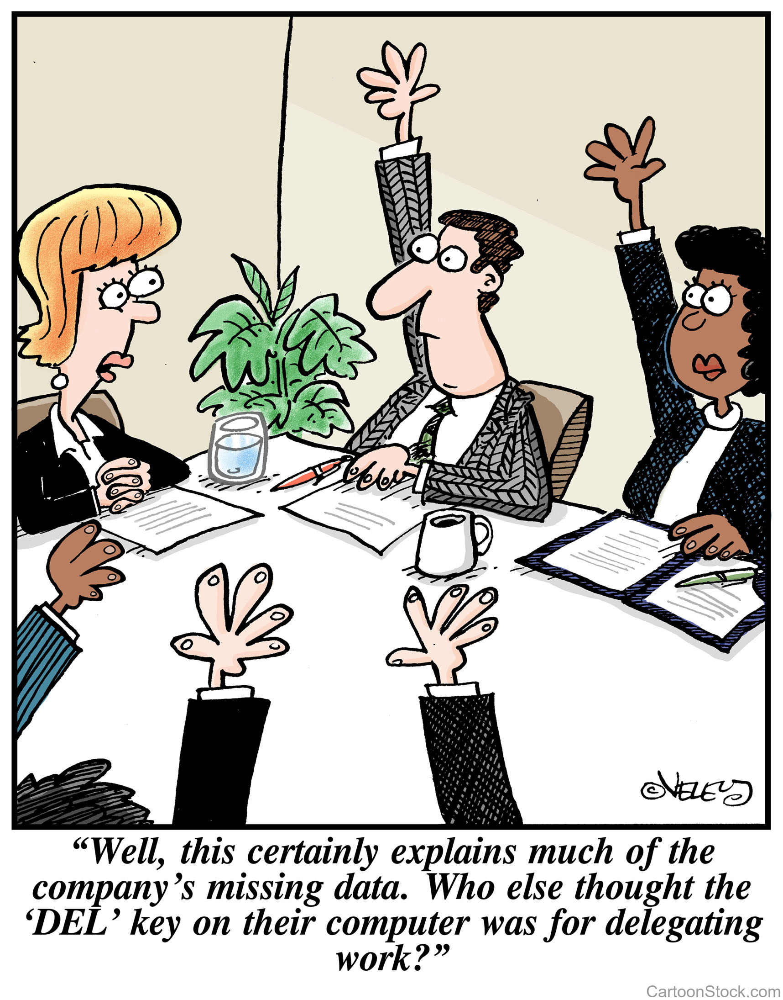 ©VELEY
“Well, this certainly explains much of the
company’s missing data. Who else thought the
‘DEL’ key on their computer was for delegating
work?”
CartoonStock.com